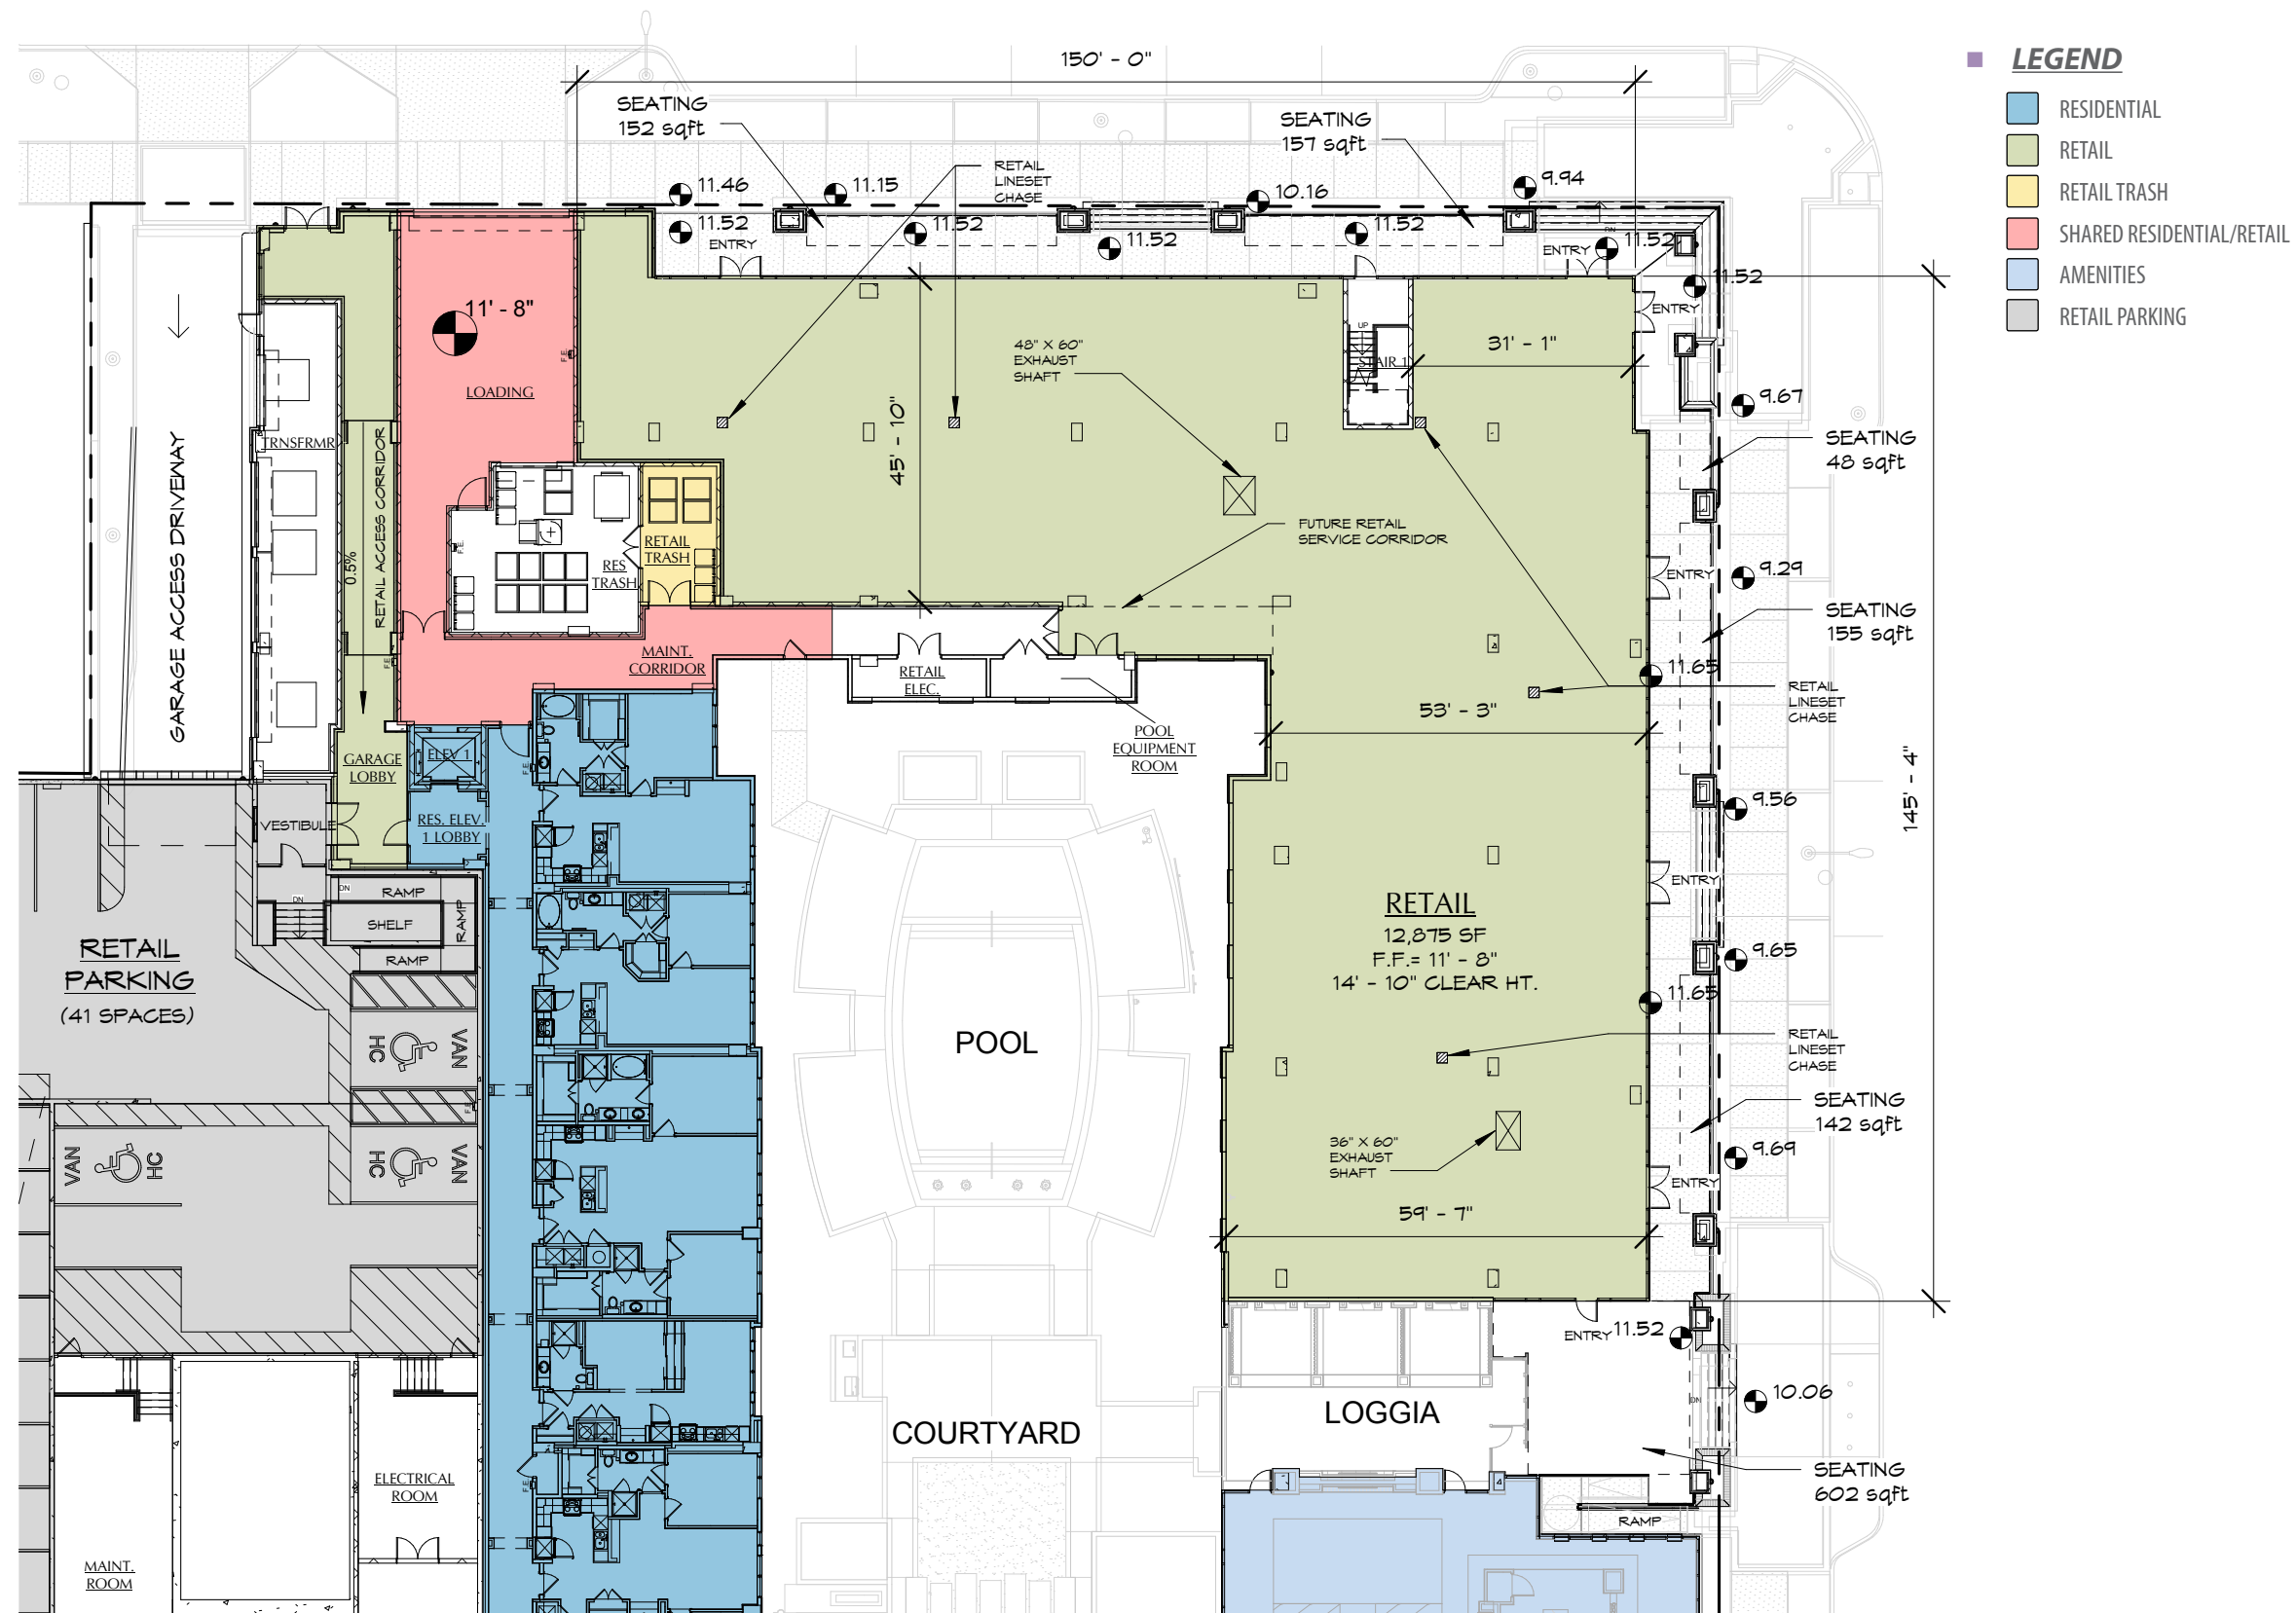 150' - 0"
LEGEND
RESIDENTIAL
RETAIL
RETAIL TRASH
SHARED RESIDENTIAL/RETAIL
AMENITIES
RETAIL PARKING
SEATING
152 sqft
SEATING
157 sqft
RETAIL
LINESET
CHASE
11.46
11.15
10.16
9.94
11.52
ENTRY
11.52
11.52
11.52
ENTRY
11.52
11.52
ENTRY
11' - 8"
F.E.
LOADING
TRNSFRMR
GARAGE ACCESS DRIVEWAY
RETAIL ACCESS CORRIDOR
0.5%
45' - 10"
48" X 60"
EXHAUST
SHAFT
UP
STAIR 1
31' - 1"
9.67
SEATING
48 sqft
FUTURE RETAIL
SERVICE CORRIDOR
F.E.
RES
TRASH
RETAIL
TRASH
ENTRY
9.29
SEATING
155 sqft
F.E.
MAINT.
CORRIDOR
RETAIL
ELEC.
11.65
RETAIL
LINESET
CHASE
53' - 3"
POOL
EQUIPMENT
ROOM
GARAGE
LOBBY
ELEV 1
F.E.
145' - 4"
9.56
VESTIBULE
RES. ELEV.
1 LOBBY
ENTRY
DN
RAMP
DN
SHELF
RAMP
RAMP
RETAIL
12,875 SF
F.F.= 11' - 8"
14' - 10" CLEAR HT.
9.65
RETAIL
PARKING
(41 SPACES)
11.65
HC
VAN
POOL
RETAIL
LINESET
CHASE
F.E.
SEATING
142 sqft
36" X 60"
EXHAUST
SHAFT
9.69
VAN
HC
HC
VAN
ENTRY
59' - 7"
ENTRY
11.52
DN
10.06
COURTYARD
LOGGIA
ELECTRICAL
ROOM
F.E.
SEATING
602 sqft
RAMP
MAINT.
ROOM